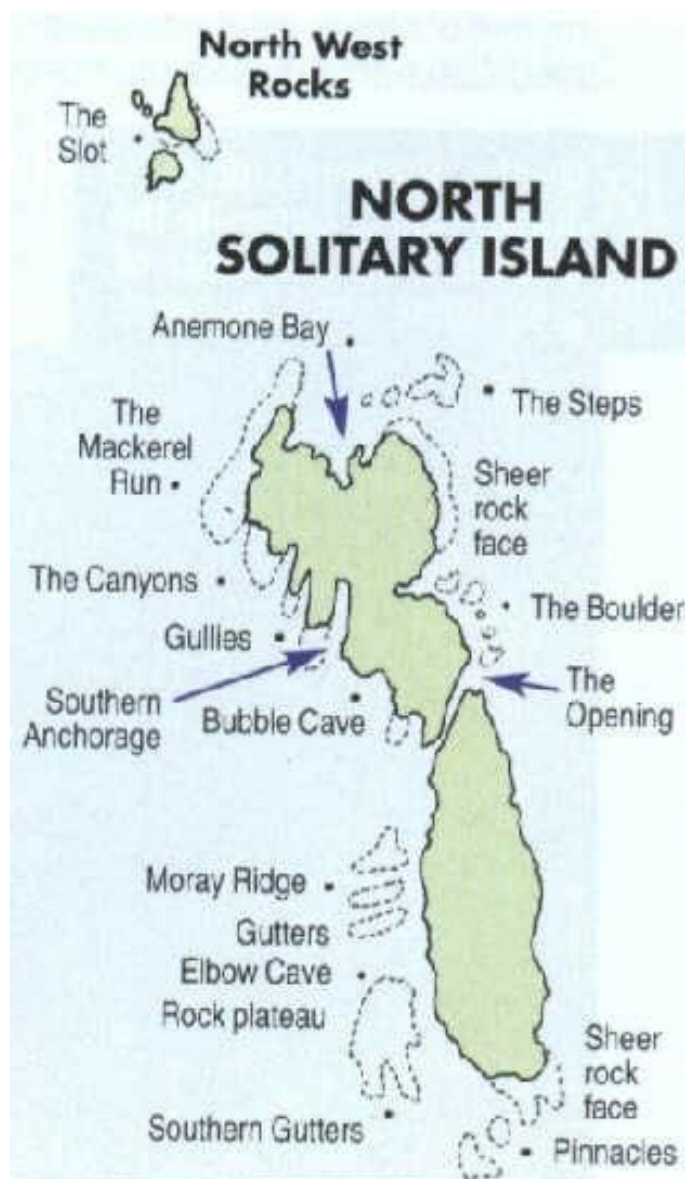 North West
Rocks
The
Slot
NORTH
SOLITARY ISLAND
Anemone Bay
The Steps
The
Mackerel
Run
Sheer
rock
face
The Canyons
The Boulder
Gullies
The
Opening
Southern
Anchorage
Bubble Cave
Moray Ridge
Gutters
Elbow Cave
Rock plateau
Sheer
rock
face
Southern Gutters
Pinnacles